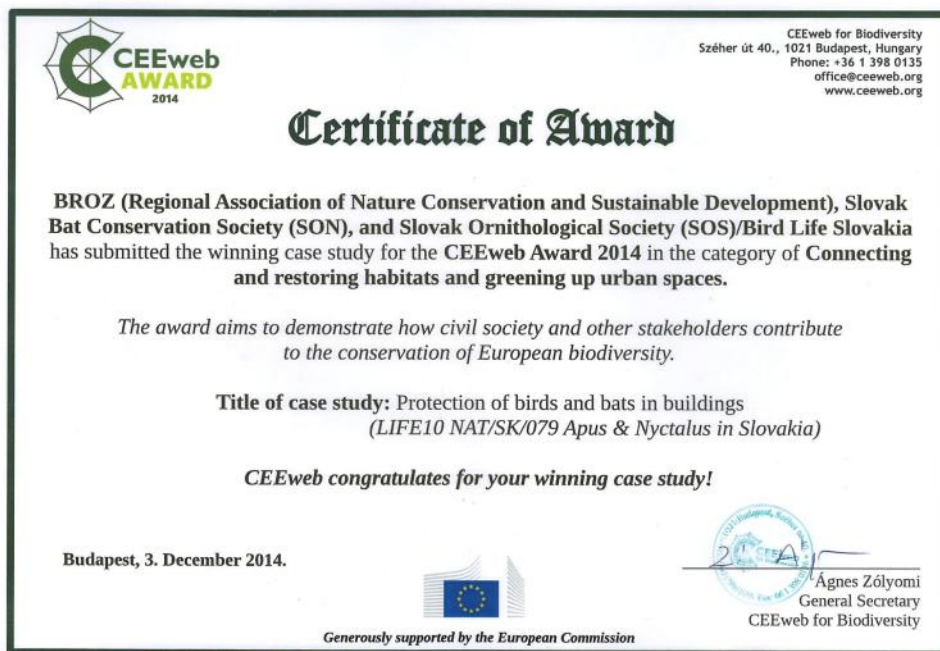 CEEweb
AWARD
2014
CEEweb for Biodiversity
Széher út 40., 1021 Budapest, Hungary
Phone: +36 1 398 0135
office@ceeweb.org
www.ceeweb.org
Certificate of Award
BROZ (Regional Association of Nature Conservation and Sustainable Development), Slovak
Bat Conservation Society (SON), and Slovak Ornithological Society (SOS)/Bird Life Slovakia
has submitted the winning case study for the CEEweb Award 2014 in the category of Connecting
and restoring habitats and greening up urban spaces.
The award aims to demonstrate how civil society and other stakeholders contribute
to the conservation of European biodiversity.
Title of case study: Protection of birds and bats in buildings
(LIFE10 NAT/SK/079 Apus & Nyctalus in Slovakia)
CEEweb congratulates for your winning case study!
Budapest, 3. December 2014.
Ágnes Zólyomi
General Secretary
CEEweb for Biodiversity
Generously supported by the European Commission